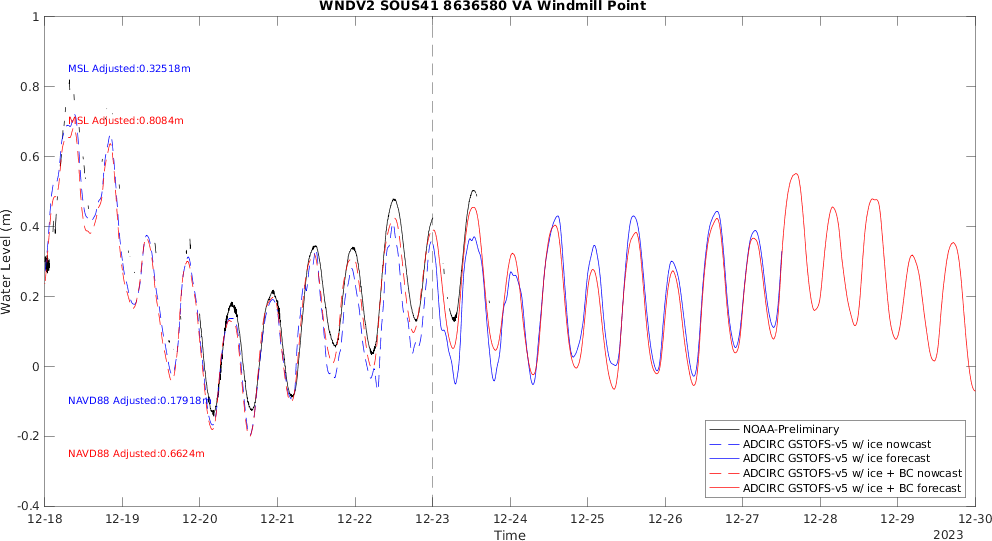 WNDV2 SOUS41 8636580 VA Windmill Point
1
0.8
0.6
0.4
0.2
0
-0.2
-0.4
Water Level (m)
MSL Adjusted:0.32518m
MSL Adjusted:0.8084m
NAVD88 Adjusted:0.17918m
NAVD88 Adjusted:0.6624m
NOAA-Preliminary
ADCIRC GSTOFS-v5 w/ ice nowcast
ADCIRC GSTOFS-v5 w/ ice forecast
ADCIRC GSTOFS-v5 w/ ice + BC nowcast
ADCIRC GSTOFS-v5 w/ ice + BC forecast
12-18 12-19 12-20 12-21 12-22 12-23 12-24 12-25 12-26 12-27 12-28 12-29 12-30
Time
2023